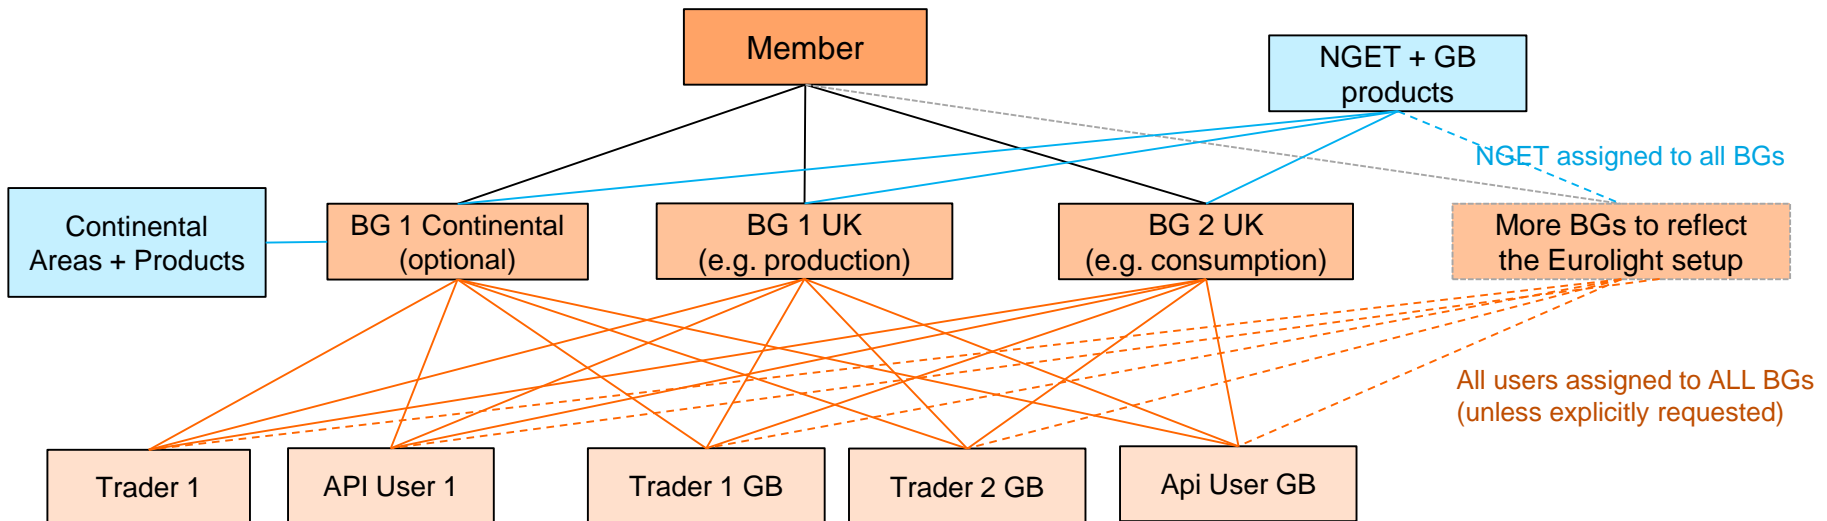 Member
NGET + GB
products
NGET assigned to all BGs
Continental
Areas + Products
BG 1 Continental
(optional)
BG 1 UK
(e.g. production)
BG 2 UK
(e.g. consumption)
More BGs to reflect
the Eurolight setup
All users assigned to ALL BGs
(unless explicitly requested)
Trader 1
API User 1
Trader 1 GB
Trader 2 GB
Api User GB